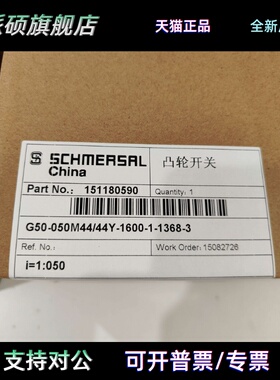 派硕旗舰店
天猫正品
SCHMERSAL
China
凸轮开关
Part No.: 151180590
Quantity: 1
G50-050M44/44Y-1600-1-1368-3
Ref. No.:
Work Order: 15082726
i=1:050
支持对公
可开发票/专票